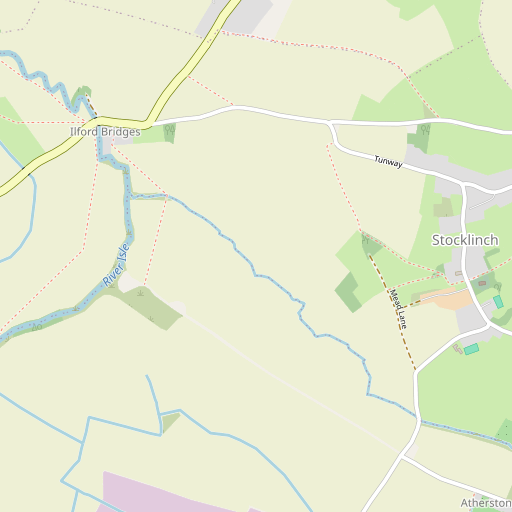 Ilford Bridges
Tunway
Stocklinch
River Isle
Mead Lane
Atherston